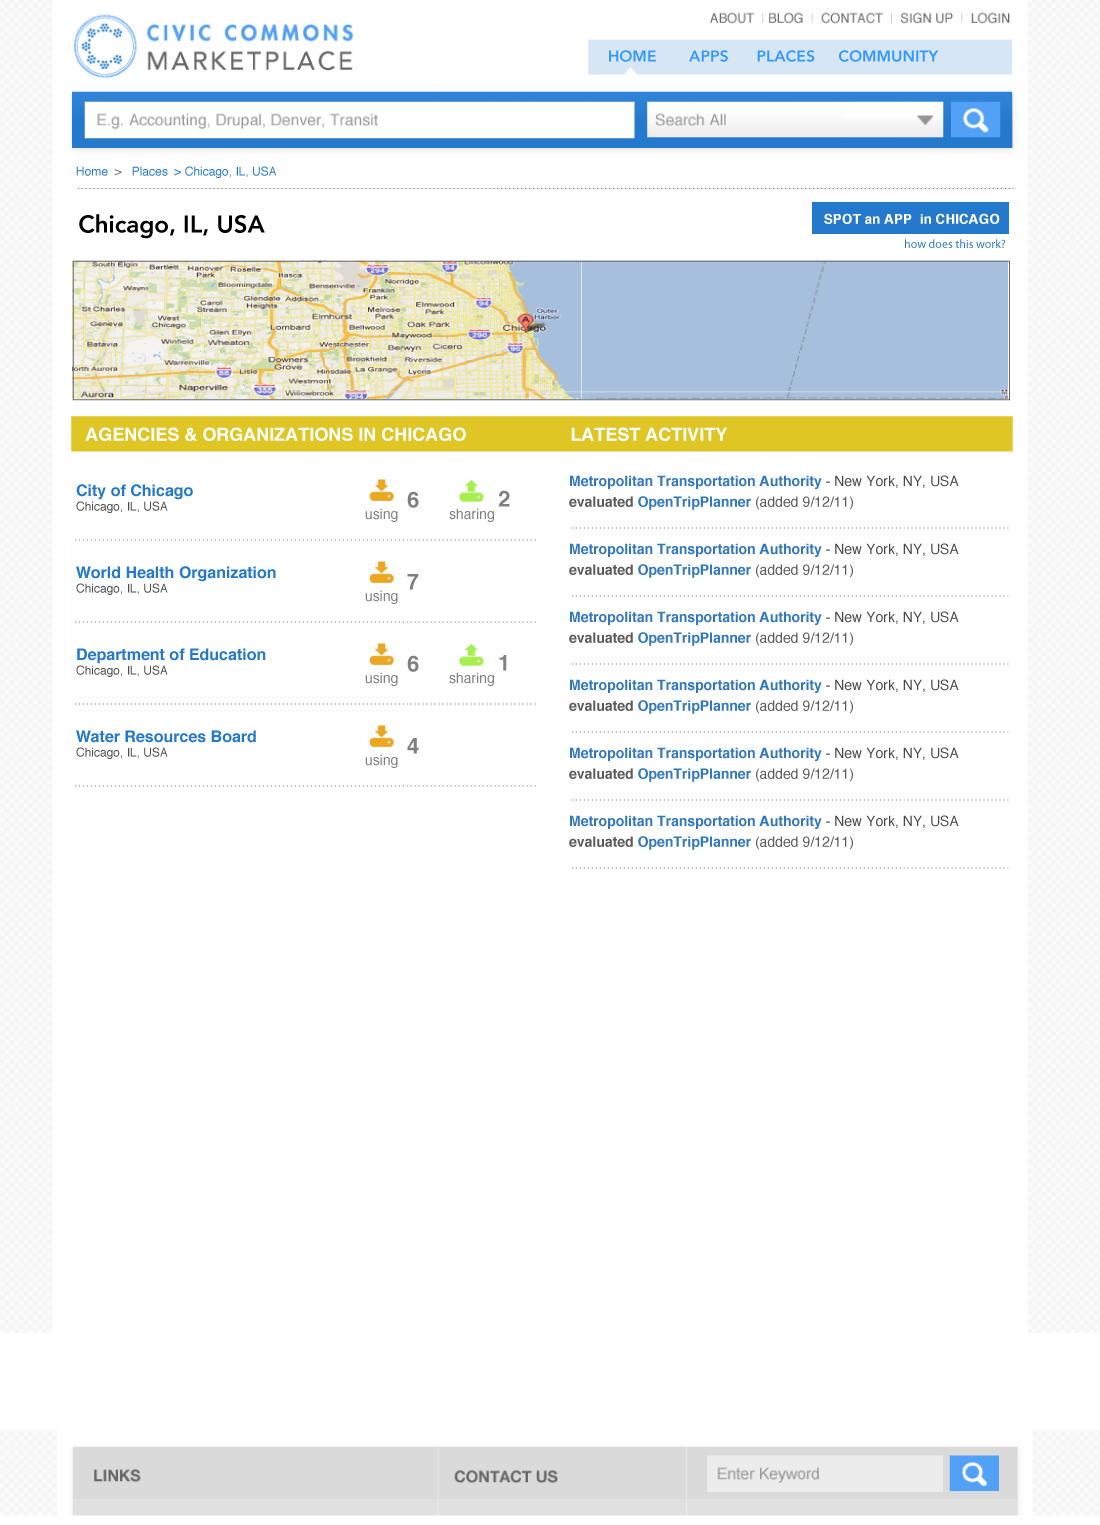 CIVIC COMMONS
MARKETPLACE
ABOUT | BLOG | CONTACT | SIGN UP | LOGIN
HOME APPS PLACES COMMUNITY
E.g. Accounting, Drupal, Denver, Transit
Search All
Home > Places > Chicago, IL, USA
Chicago, IL, USA
SPOT an APP in CHICAGO
how does this work?
South Elgin
Bartlett
Hanover Park
Roselle
Itasca
294
94
Lincolnwood
Wayne
Bloomingdale
Bensenville
Norridge
Franklin Park
St Charles
Carol Stream
Glendale Heights
Addison
Elmwood Park
94
Geneva
West Chicago
Elmhurst
Melrose Park
Outer Harbor
A
Lombard
Bellwood
Oak Park
Chicago
Glen Ellyn
Maywood
290
Batavia
Winfield
Wheaton
Westchester
Berwyn
Cicero
90
Warrenville
Downers Grove
Brookfield
Riverside
orth Aurora
88
Lisle
Hinsdale
La Grange
Lyons
Naperville
355
Westmont
Aurora
Willowbrook
294
AGENCIES & ORGANIZATIONS IN CHICAGO
City of Chicago
Chicago, IL, USA
using 6
sharing 2
World Health Organization
Chicago, IL, USA
using 7
Department of Education
Chicago, IL, USA
using 6
sharing 1
Water Resources Board
Chicago, IL, USA
using 4
LATEST ACTIVITY
Metropolitan Transportation Authority - New York, NY, USA
evaluated OpenTripPlanner (added 9/12/11)
Metropolitan Transportation Authority - New York, NY, USA
evaluated OpenTripPlanner (added 9/12/11)
Metropolitan Transportation Authority - New York, NY, USA
evaluated OpenTripPlanner (added 9/12/11)
Metropolitan Transportation Authority - New York, NY, USA
evaluated OpenTripPlanner (added 9/12/11)
Metropolitan Transportation Authority - New York, NY, USA
evaluated OpenTripPlanner (added 9/12/11)
Metropolitan Transportation Authority - New York, NY, USA
evaluated OpenTripPlanner (added 9/12/11)
LINKS
CONTACT US
Enter Keyword